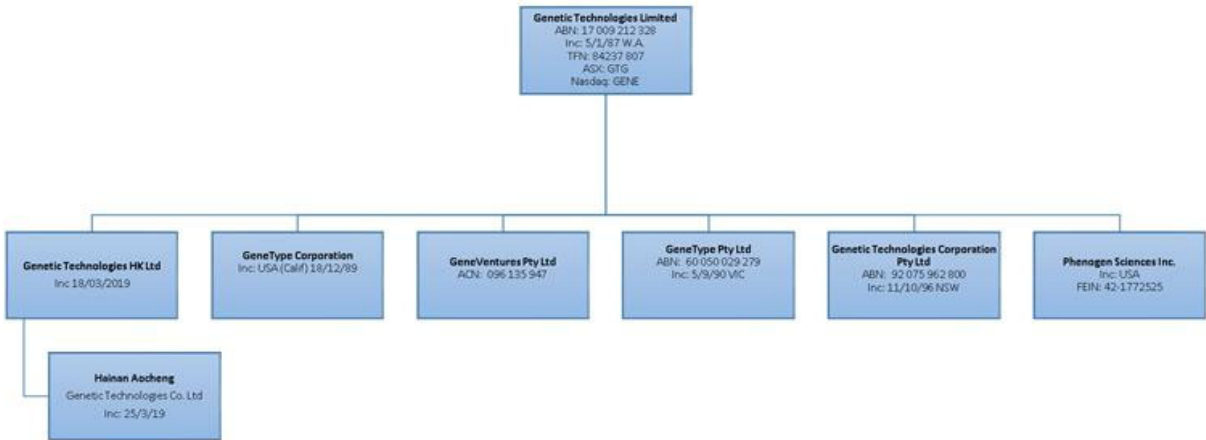 Genetic Technologies Limited
ABN: 17 009 212 328
Inc: 5/1/87 W.A.
TFN: 84237 807
ASX: GTG
Nasdaq: GENE
Genetic Technologies HK Ltd
Inc 18/03/2019
GeneType Corporation
Inc: USA (Calif) 18/12/89
GeneVentures Pty Ltd
ACN: 096 135 947
GeneType Pty Ltd
ABN: 60 050 029 279
Inc: 5/9/90 VIC
Genetic Technologies Corporation
Pty Ltd
ABN: 92 075 962 800
Inc: 11/10/96 NSW
Phenogen Sciences Inc.
Inc: USA
FEIN: 42-1772525
Hainan Aocheng
Genetic Technologies Co. Ltd
Inc: 25/3/19